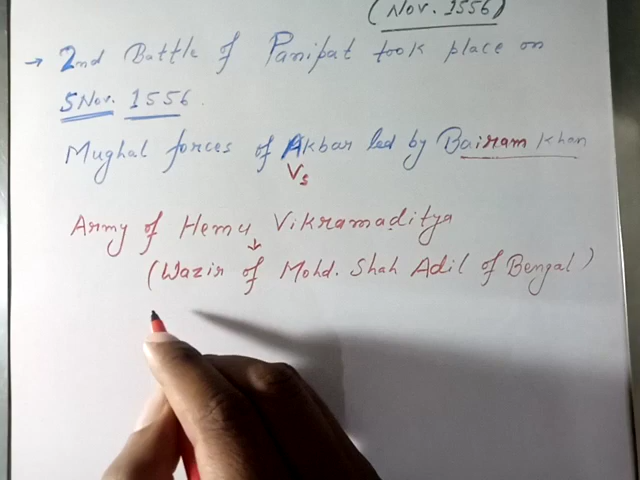 (Nov. 1556)
→ 2nd Battle of Panipat took place on
5 Nov. 1556.
Mughal forces of Akbar led by Bairam Khan
Vs
Army of Hemu Vikramaditya
(Wazir of Mohd. Shah Adil of Bengal)